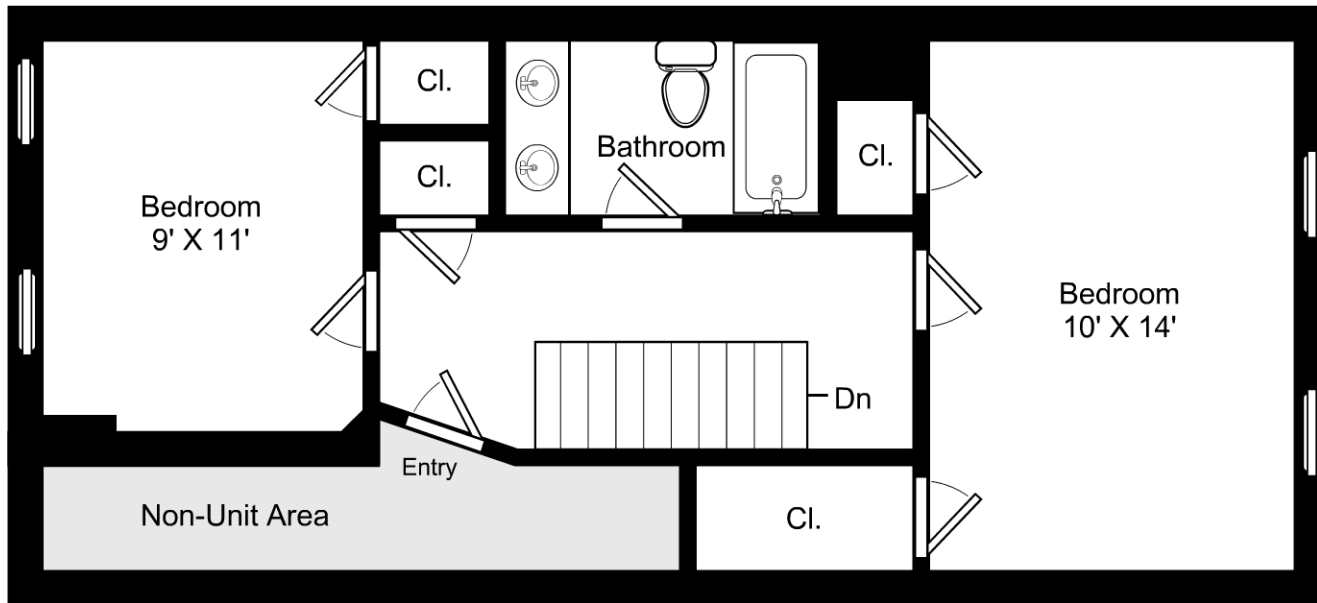 Cl.
Cl.
Bathroom
Cl.
Bedroom
9' X 11'
Bedroom
10' X 14'
Dn
Entry
Non-Unit Area
Cl.